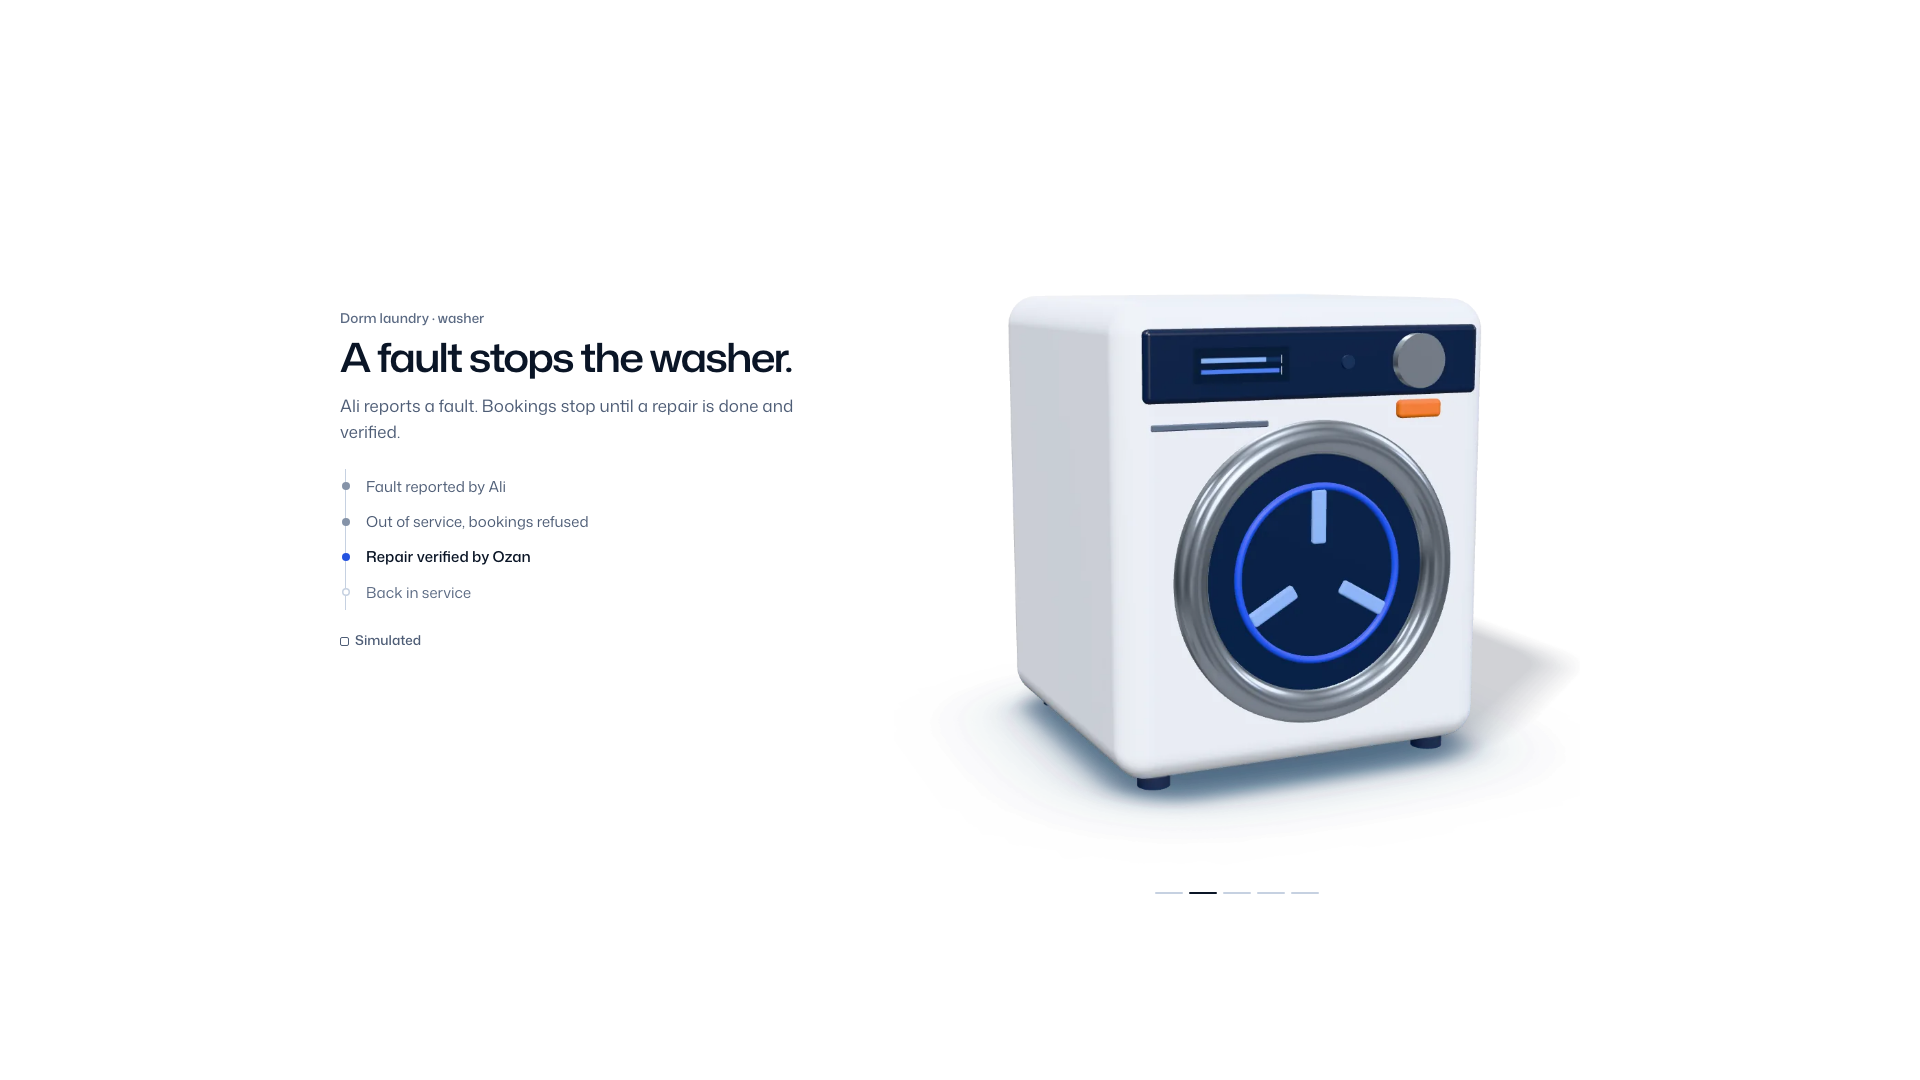 Dorm laundry · washer
A fault stops the washer.
Ali reports a fault. Bookings stop until a repair is done and
verified.
Fault reported by Ali
Out of service, bookings refused
Repair verified by Ozan
Back in service
Simulated